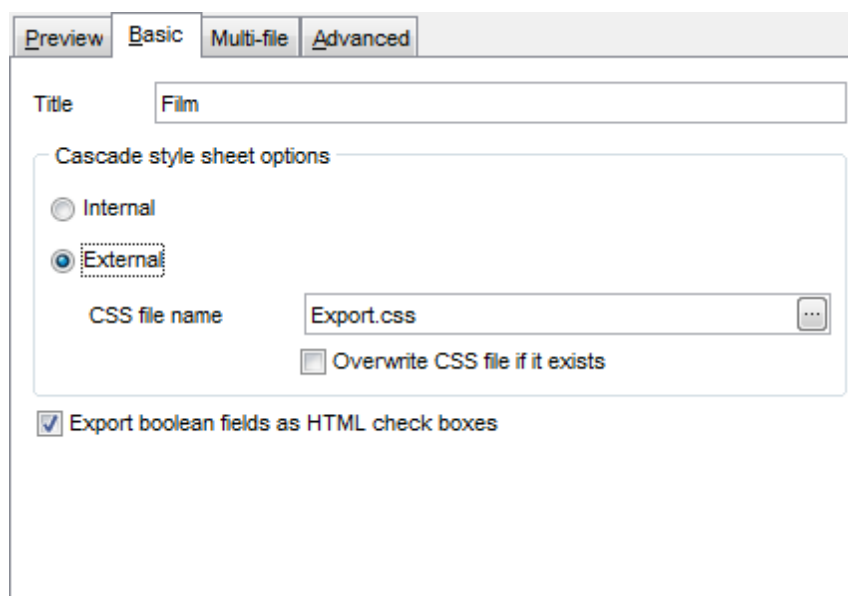 Preview Basic Multi-file Advanced
Title Film
Cascade style sheet options
Internal
External
CSS file name Export.css ...
Overwrite CSS file if it exists
Export boolean fields as HTML check boxes